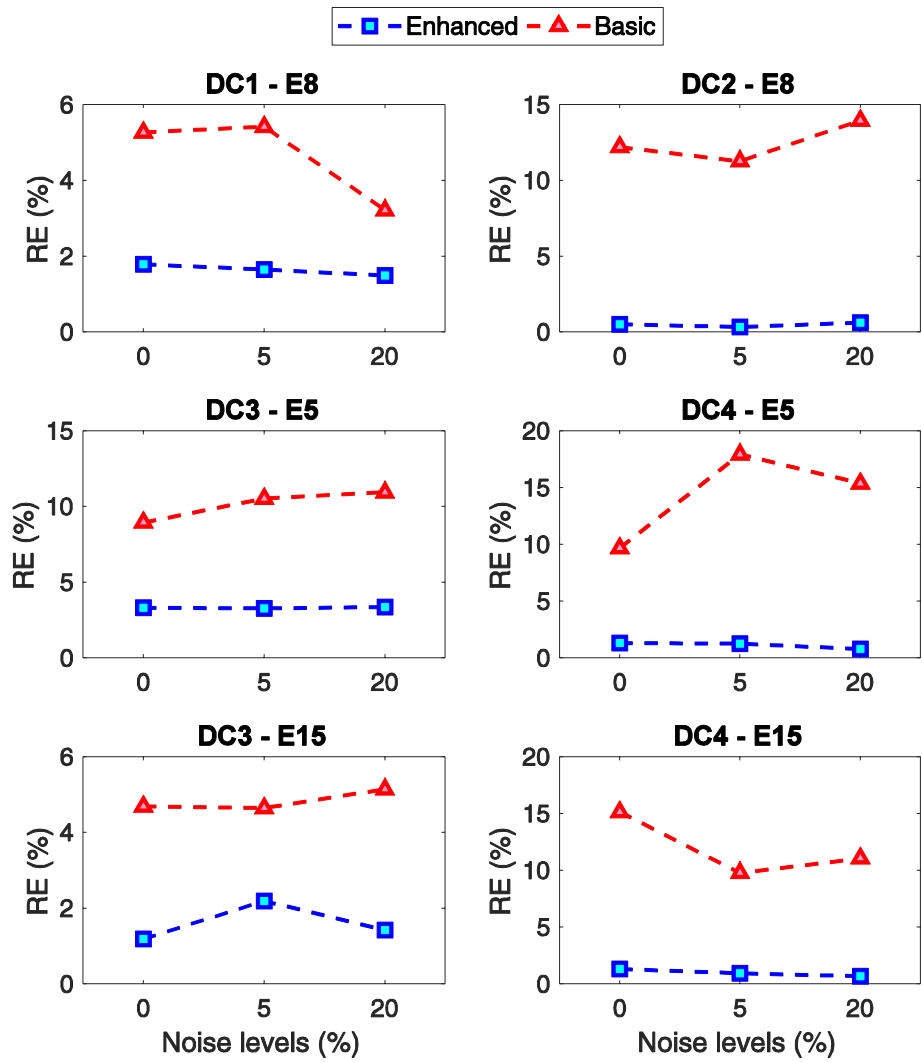 Enhanced Basic
DC1 - E8
6
4
2
0
RE (%)
0 5 20
DC2 - E8
15
10
5
0
RE (%)
0 5 20
DC3 - E5
15
10
5
0
RE (%)
0 5 20
DC4 - E5
20
15
10
5
0
RE (%)
0 5 20
DC3 - E15
6
4
2
0
RE (%)
0 5 20
Noise levels (%)
DC4 - E15
20
15
10
5
0
RE (%)
0 5 20
Noise levels (%)